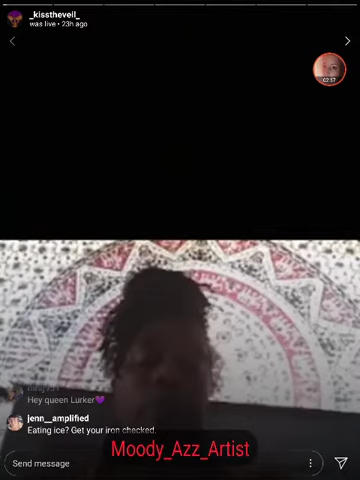 _kisstheveil_
was live • 23h ago
02:57
Hey queen Lurker💜
jenn__amplified
Eating ice? Get your iron checked.
Moody_Azz_Artist
Send message